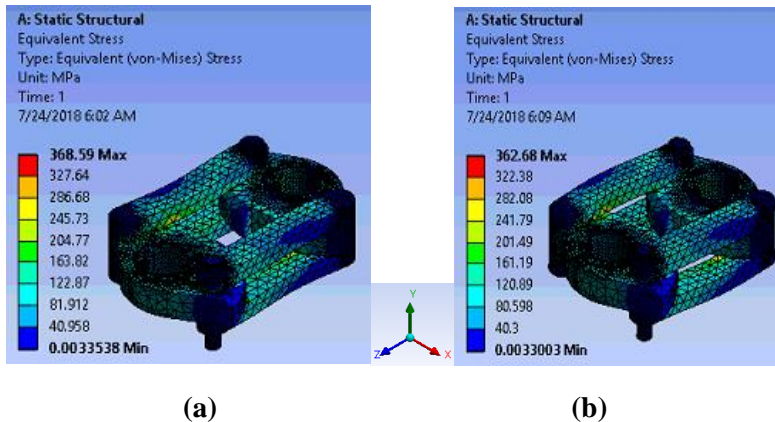 A: Static Structural
Equivalent Stress
Type: Equivalent (von-Mises) Stress
Unit: MPa
Time: 1
7/24/2018 6:02 AM
368.59 Max
327.64
286.68
245.73
204.77
163.82
122.87
81.912
40.958
0.0033538 Min
A: Static Structural
Equivalent Stress
Type: Equivalent (von-Mises) Stress
Unit: MPa
Time: 1
7/24/2018 6:09 AM
362.68 Max
322.38
282.08
241.79
201.49
161.19
120.89
80.598
40.3
0.0033003 Min
Y
Z
X
(a)
(b)